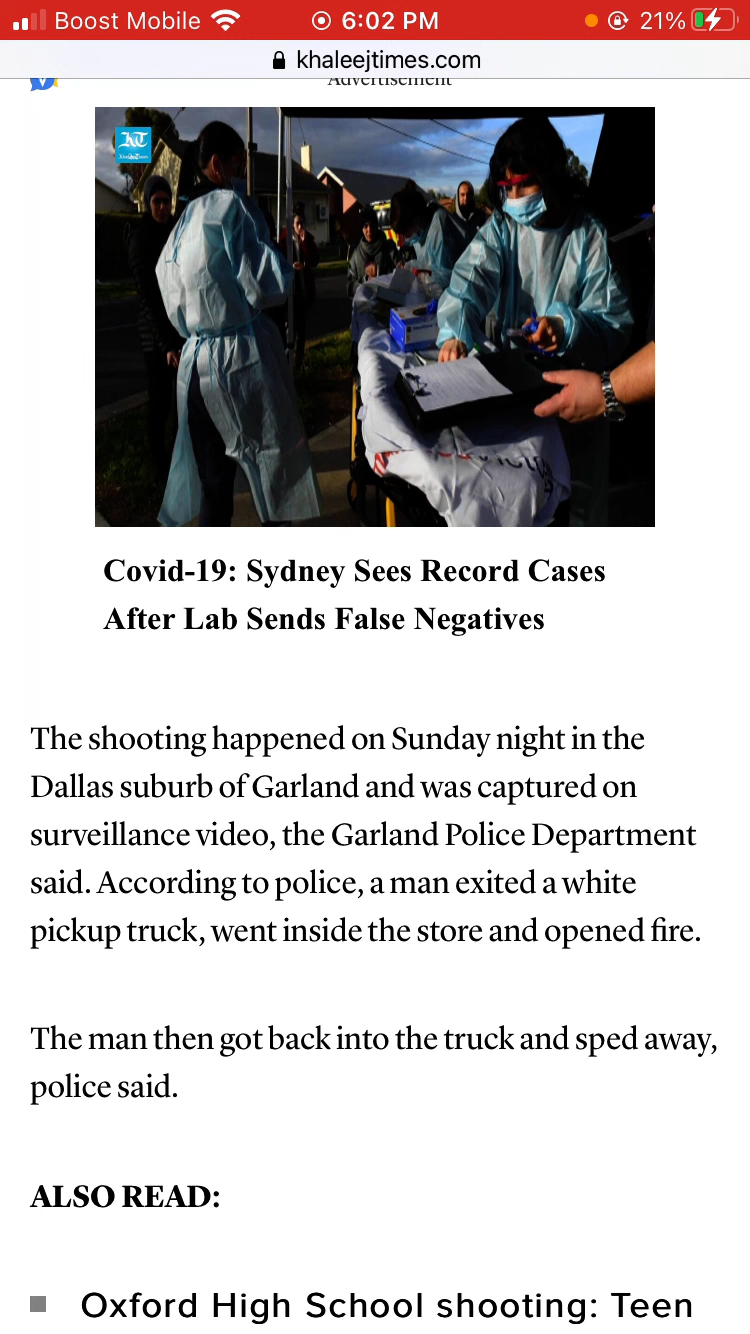 Boost Mobile 6:02 PM 21%
khaleejtimes.com
Advertisement
KT
Khaleej Times
Covid-19: Sydney Sees Record Cases
After Lab Sends False Negatives
The shooting happened on Sunday night in the
Dallas suburb of Garland and was captured on
surveillance video, the Garland Police Department
said. According to police, a man exited a white
pickup truck, went inside the store and opened fire.
The man then got back into the truck and sped away,
police said.
ALSO READ:
Oxford High School shooting: Teen